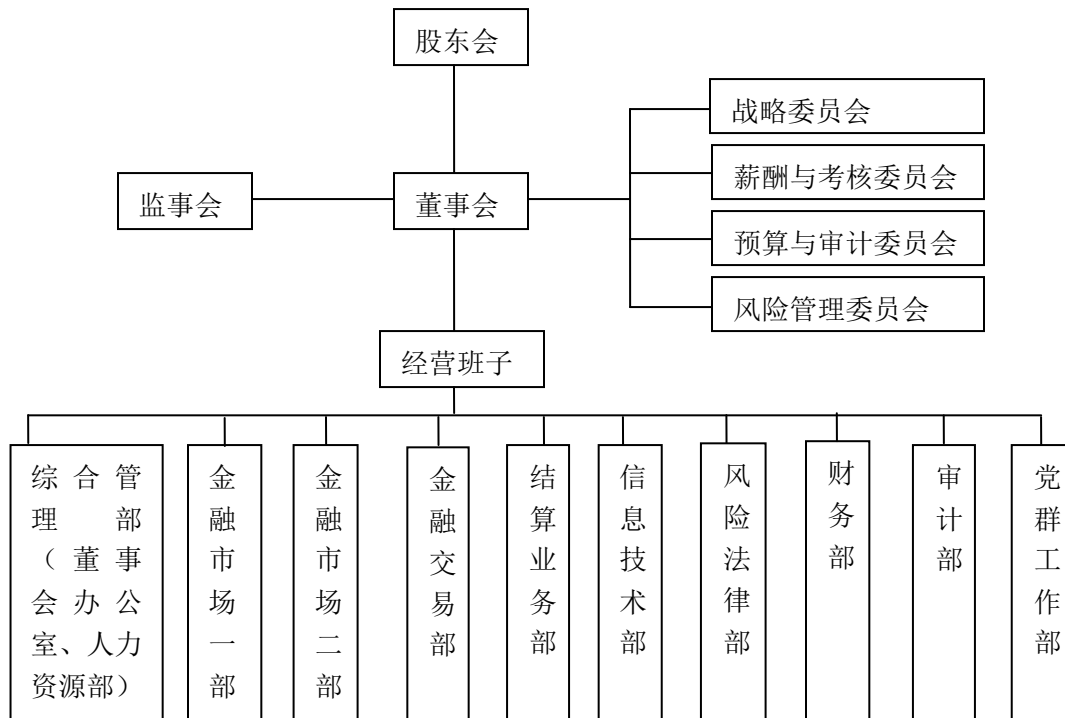 股东会
战略委员会
薪酬与考核委员会
监事会
董事会
预算与审计委员会
风险管理委员会
经营班子
综合管
理部
（董事
会办公
室、人力
资源部）
金融市场一部
金融市场二部
金融交易部
结算业务部
信息技术部
风险法律部
财务部
审计部
党群工作部